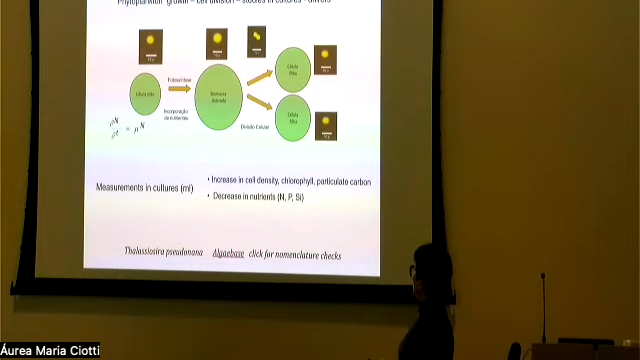 Phytoplankton growth – cell division – studies in cultures - drivers
Célula mãe
Fotossíntese
Incorporação
de nutrientes
Biomassa
dobrada
Divisão Celular
Célula
filha
Célula
filha
∂N
∂t
= μN
Measurements in cultures (ml)
• Increase in cell density, chlorophyll, particulate carbon
• Decrease in nutrients (N, P, Si)
Thalassiosira pseudonana Algaebase click for nomenclature checks
Áurea Maria Ciotti